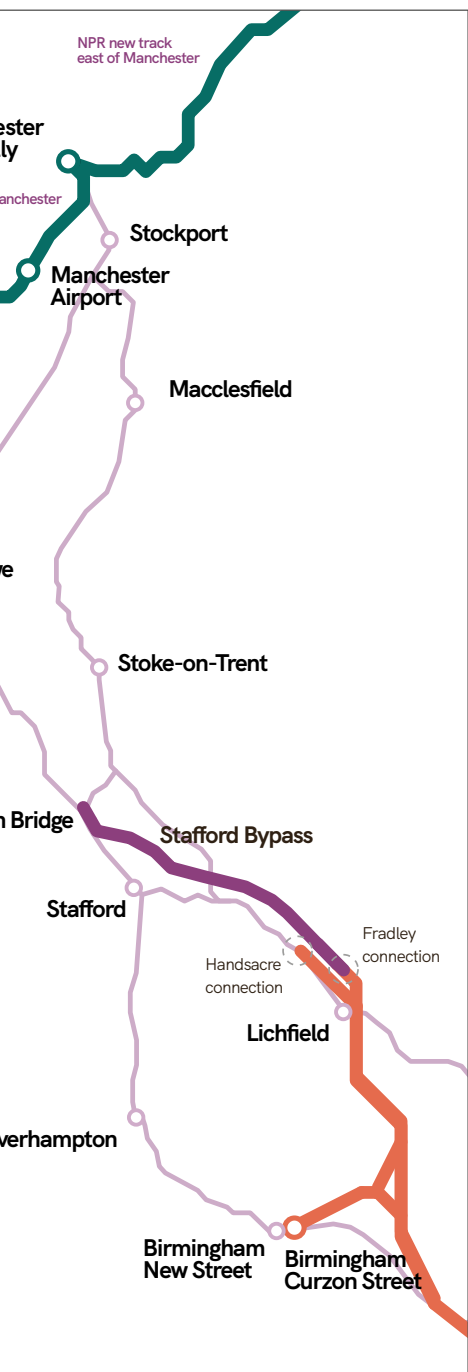 NPR new track
east of Manchester
ester
ly
anchester
Stockport
Manchester
Airport
Macclesfield
e
Stoke-on-Trent
n Bridge
Stafford Bypass
Stafford
Fradley
connection
Handsacre
connection
Lichfield
verhampton
Birmingham
New Street
Birmingham
Curzon Street